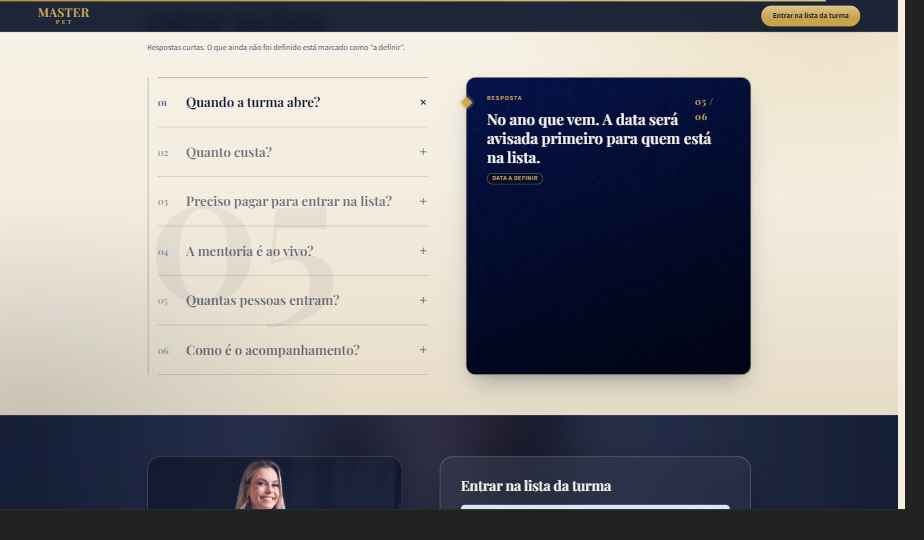 MASTER
PET
Entrar na lista da turma
Respostas curtas. O que ainda não foi definido está marcado como "a definir".
01 Quando a turma abre? ×
02 Quanto custa? +
03 Preciso pagar para entrar na lista? +
04 A mentoria é ao vivo? +
05 Quantas pessoas entram? +
06 Como é o acompanhamento? +
05
RESPOSTA
05 /
06
No ano que vem. A data será
avisada primeiro para quem está
na lista.
DATA A DEFINIR
Entrar na lista da turma